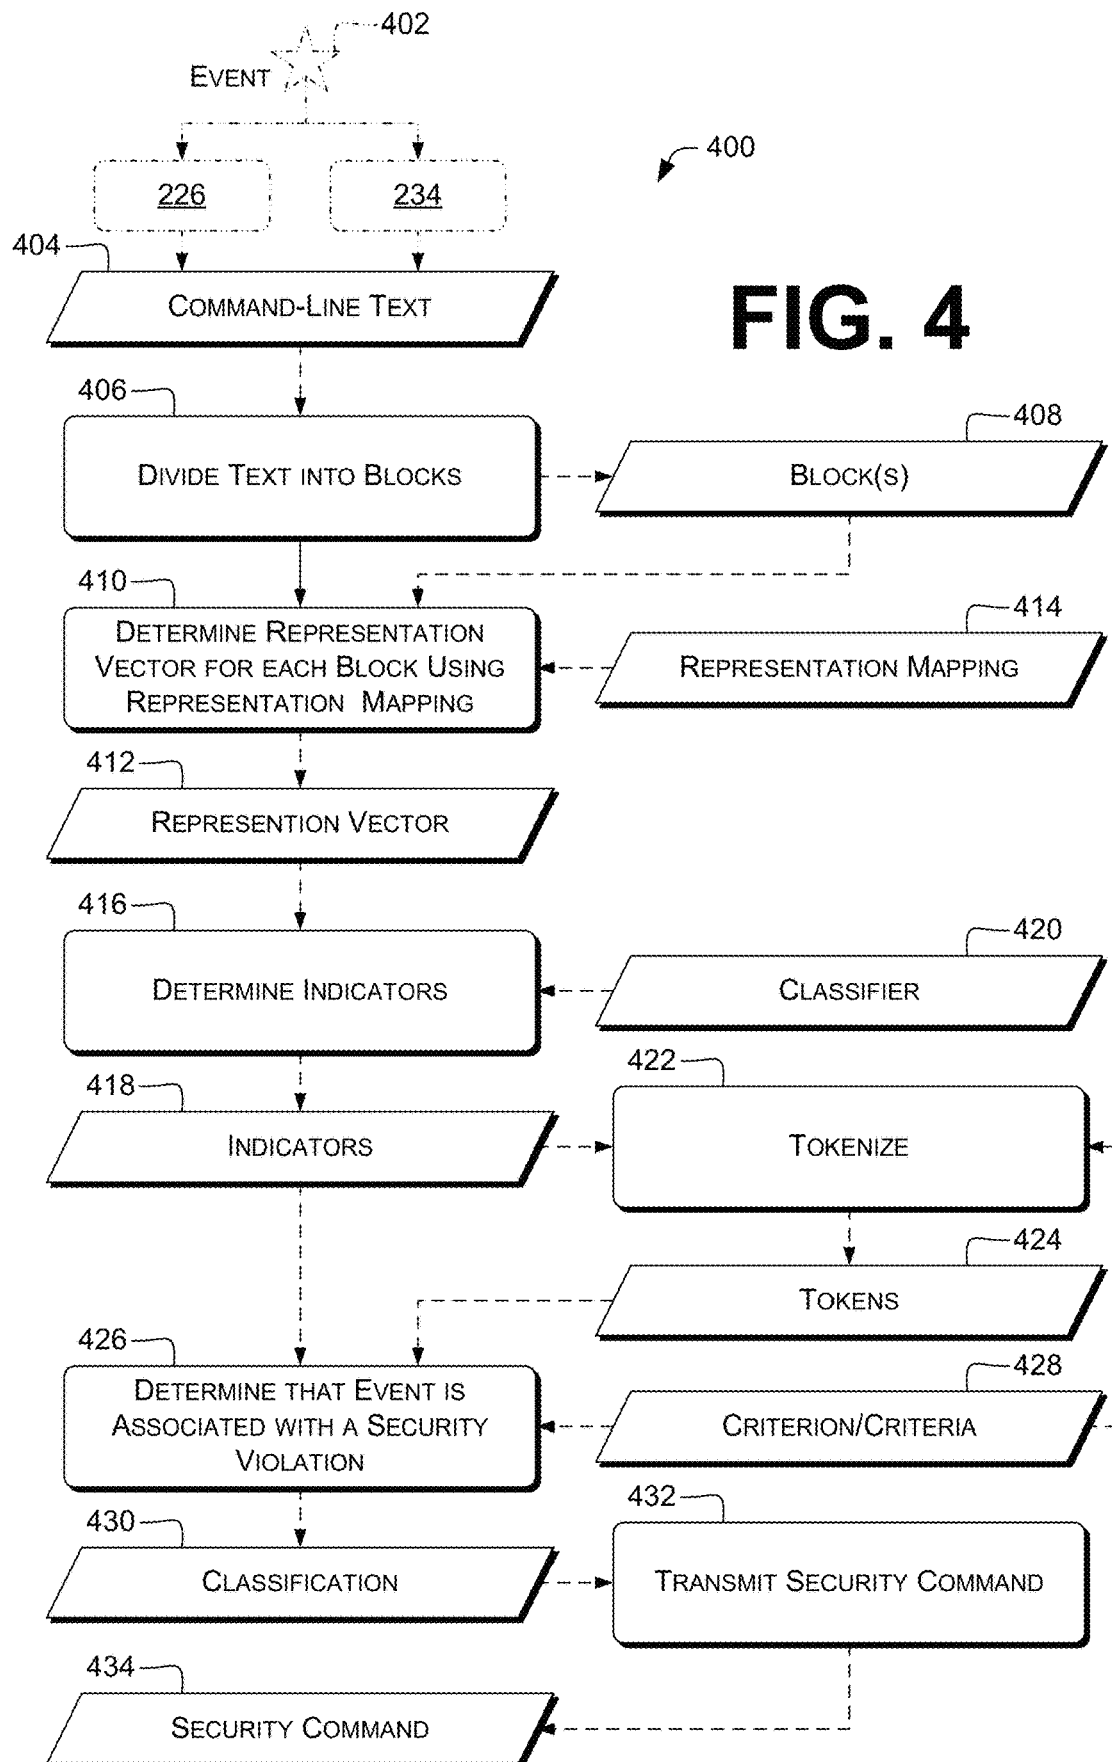 402
EVENT
400
226
234
404
COMMAND-LINE TEXT
FIG. 4
406
408
DIVIDE TEXT INTO BLOCKS
BLOCK(S)
410
414
DETERMINE REPRESENTATION
VECTOR FOR EACH BLOCK USING
REPRESENTATION MAPPING
REPRESENTATION MAPPING
412
REPRESENTION VECTOR
416
420
DETERMINE INDICATORS
CLASSIFIER
422
418
INDICATORS
TOKENIZE
424
TOKENS
426
428
DETERMINE THAT EVENT IS
ASSOCIATED WITH A SECURITY
VIOLATION
CRITERION/CRITERIA
432
430
CLASSIFICATION
TRANSMIT SECURITY COMMAND
434
SECURITY COMMAND